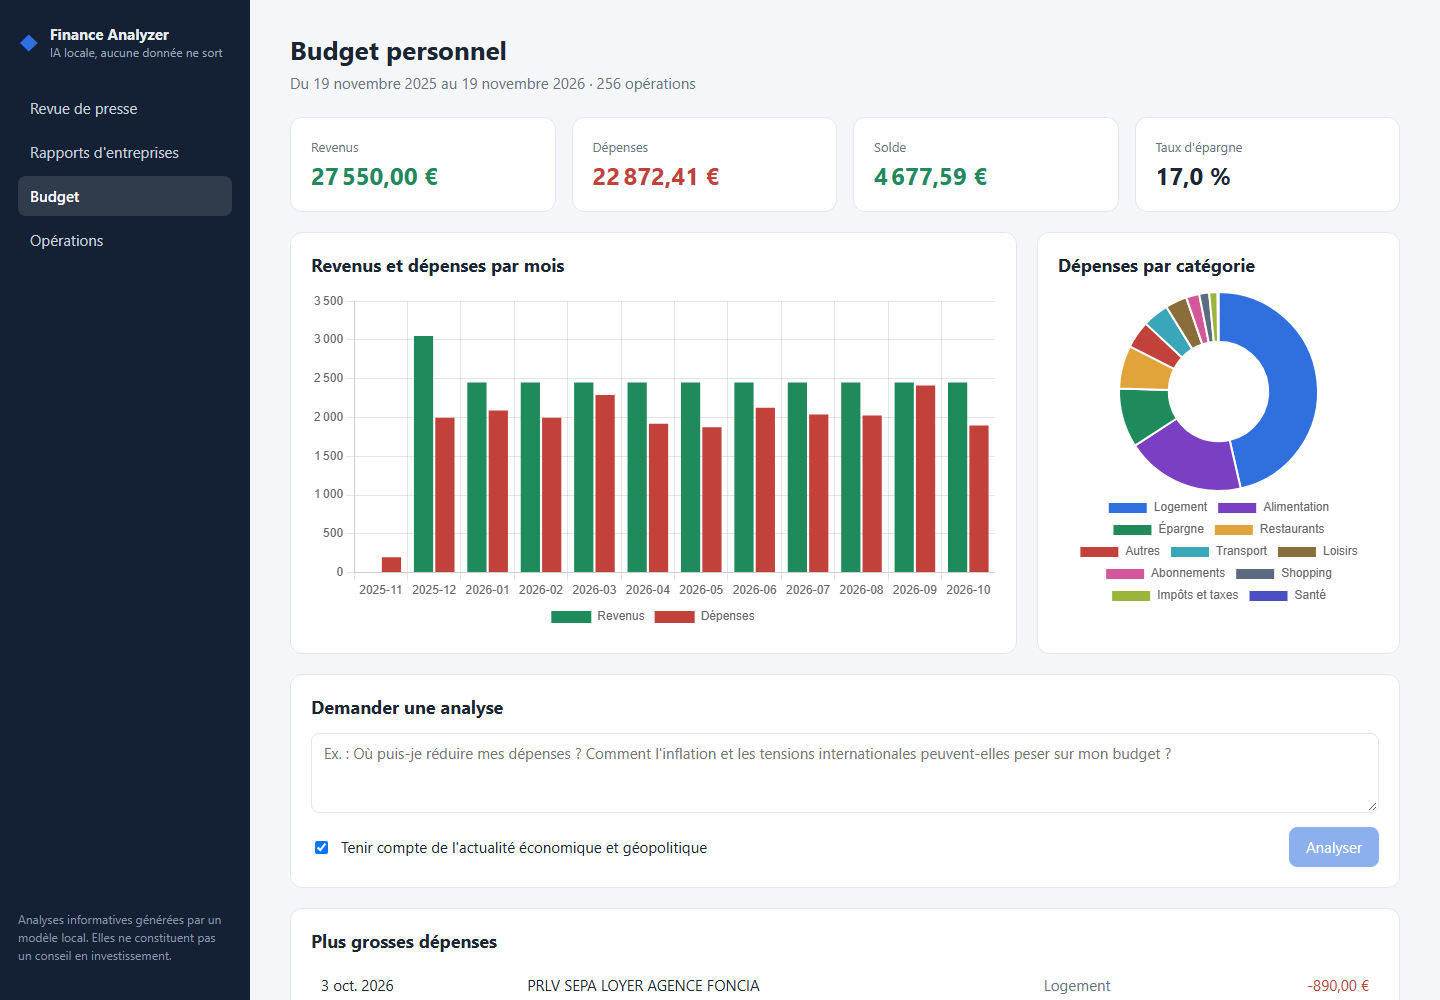 Finance Analyzer
IA locale, aucune donnée ne sort
Revue de presse
Rapports d'entreprises
Budget
Opérations
Analyses informatives générées par un
modèle local. Elles ne constituent pas
un conseil en investissement.
Budget personnel
Du 19 novembre 2025 au 19 novembre 2026 · 256 opérations
Revenus
27 550,00 €
Dépenses
22 872,41 €
Solde
4 677,59 €
Taux d'épargne
17,0 %
Revenus et dépenses par mois
3 500
3 000
2 500
2 000
1 500
1 000
500
0
2025-11 2025-12 2026-01 2026-02 2026-03 2026-04 2026-05 2026-06 2026-07 2026-08 2026-09 2026-10
Revenus Dépenses
Dépenses par catégorie
Logement Alimentation
Épargne Restaurants
Autres Transport Loisirs
Abonnements Shopping
Impôts et taxes Santé
Demander une analyse
Ex. : Où puis-je réduire mes dépenses ? Comment l'inflation et les tensions internationales peuvent-elles peser sur mon budget ?
Tenir compte de l'actualité économique et géopolitique
Analyser
Plus grosses dépenses
3 oct. 2026 PRLV SEPA LOYER AGENCE FONCIA Logement -890,00 €